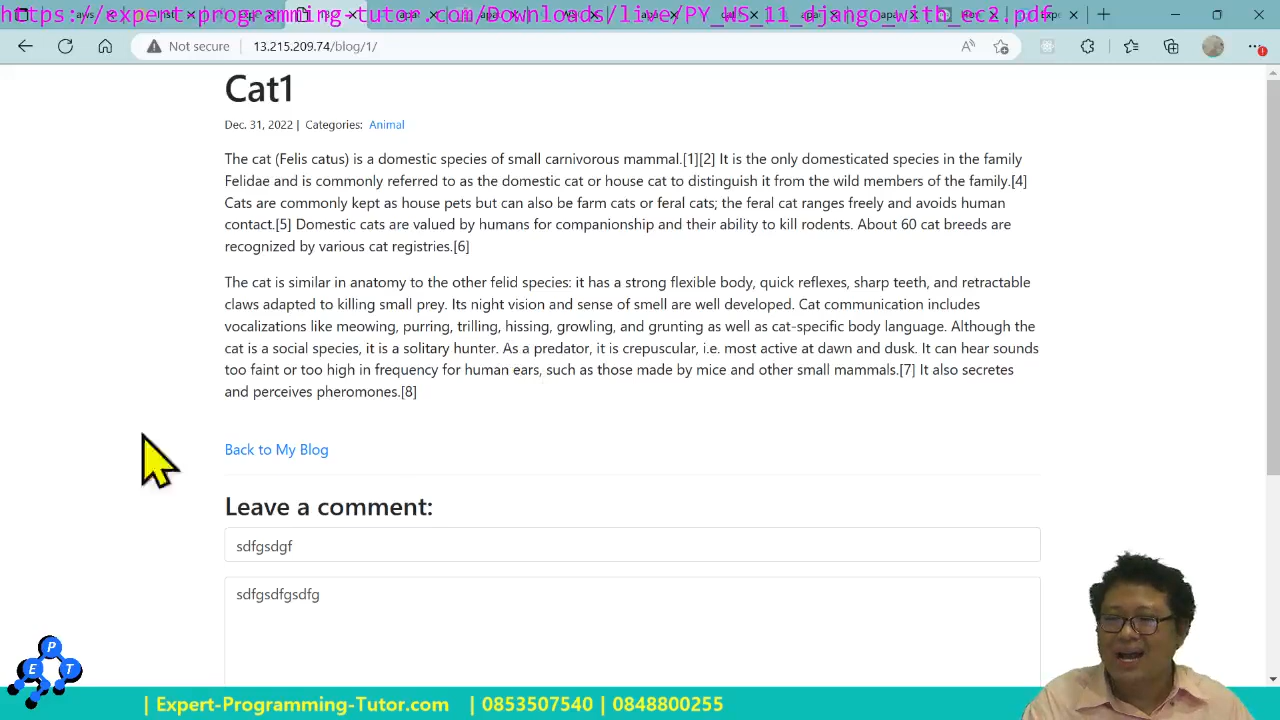 https://expert-programming-tutor.com/Downloads/live/PY_WS_11_django_with_ec2.pdf
Not secure 13.215.209.74/blog/1/
Cat1
Dec. 31, 2022 | Categories: Animal
The cat (Felis catus) is a domestic species of small carnivorous mammal.[1][2] It is the only domesticated species in the family
Felidae and is commonly referred to as the domestic cat or house cat to distinguish it from the wild members of the family.[4]
Cats are commonly kept as house pets but can also be farm cats or feral cats; the feral cat ranges freely and avoids human
contact.[5] Domestic cats are valued by humans for companionship and their ability to kill rodents. About 60 cat breeds are
recognized by various cat registries.[6]
The cat is similar in anatomy to the other felid species: it has a strong flexible body, quick reflexes, sharp teeth, and retractable
claws adapted to killing small prey. Its night vision and sense of smell are well developed. Cat communication includes
vocalizations like meowing, purring, trilling, hissing, growling, and grunting as well as cat-specific body language. Although the
cat is a social species, it is a solitary hunter. As a predator, it is crepuscular, i.e. most active at dawn and dusk. It can hear sounds
too faint or too high in frequency for human ears, such as those made by mice and other small mammals.[7] It also secretes
and perceives pheromones.[8]
Back to My Blog
Leave a comment:
sdfgsdgf
sdfgsdfgsdfg
P
E T
| Expert-Programming-Tutor.com | 0853507540 | 0848800255